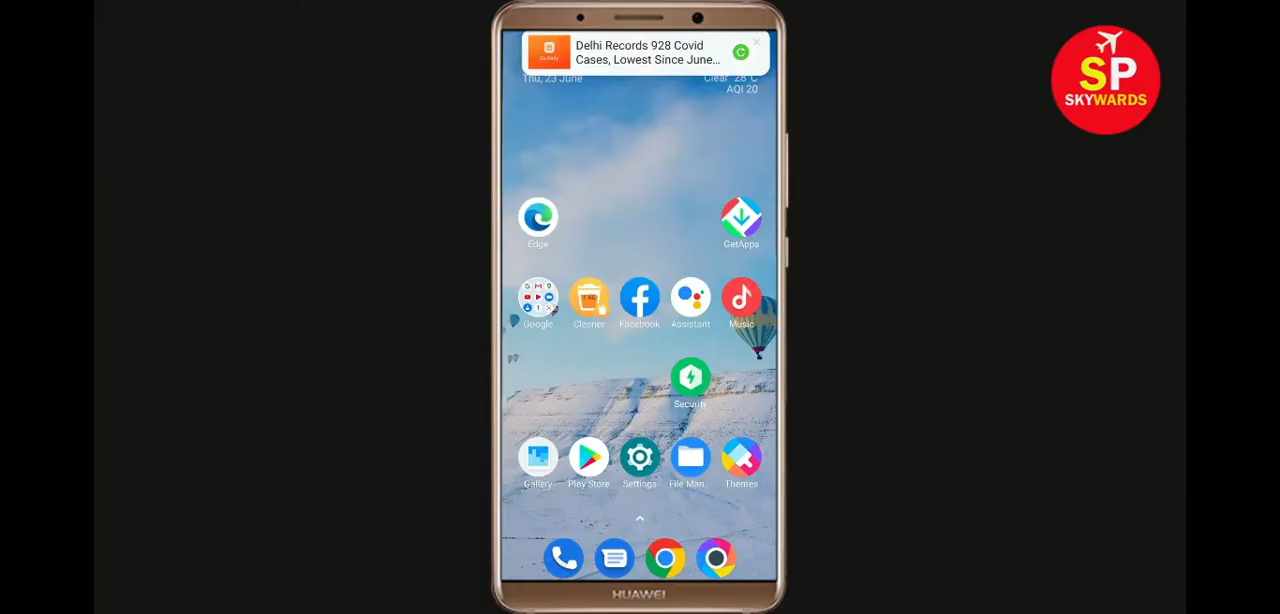 Delhi Records 928 Covid
Cases, Lowest Since June...
Thu, 23 June
Clear 28°C
AQI 20
SP
SKYWARDS
Edge
GetApps
Google
Cleaner
Facebook
Assistant
Music
Security
Gallery
Play Store
Settings
File Man...
Themes
HUAWEI